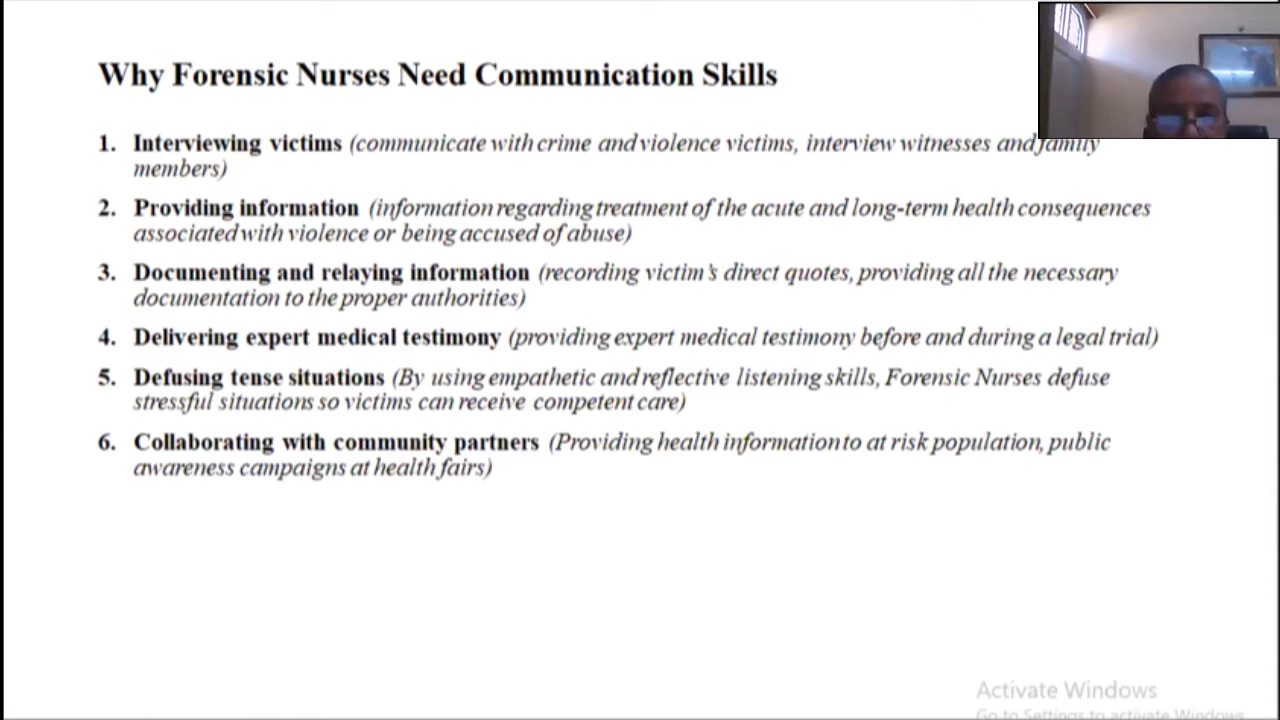 Why Forensic Nurses Need Communication Skills
1. Interviewing victims (communicate with crime and violence victims, interview witnesses and family
members)
2. Providing information (information regarding treatment of the acute and long-term health consequences
associated with violence or being accused of abuse)
3. Documenting and relaying information (recording victim's direct quotes, providing all the necessary
documentation to the proper authorities)
4. Delivering expert medical testimony (providing expert medical testimony before and during a legal trial)
5. Defusing tense situations (By using empathetic and reflective listening skills, Forensic Nurses defuse
stressful situations so victims can receive competent care)
6. Collaborating with community partners (Providing health information to at risk population, public
awareness campaigns at health fairs)
Activate Windows
Go to Settings to activate Windows.